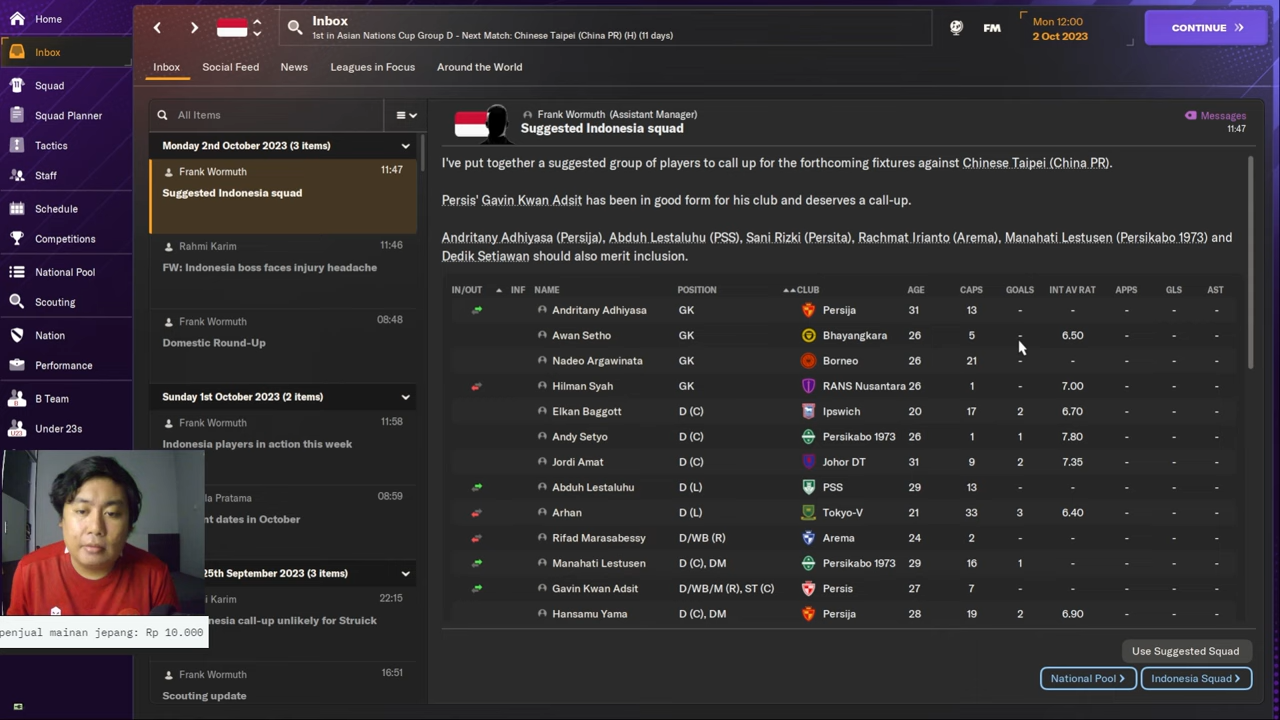 Home
Inbox
Squad
Squad Planner
Tactics
Staff
Schedule
Competitions
National Pool
Scouting
Nation
Performance
B Team
Under 23s
penjual mainan jepang: Rp 10.000
Inbox
1st in Asian Nations Cup Group D - Next Match: Chinese Taipei (China PR) (H) (11 days)
FM
Mon 12:00
2 Oct 2023
CONTINUE
Inbox Social Feed News Leagues in Focus Around the World
All Items
Monday 2nd October 2023 (3 items)
Frank Wormuth 11:47
Suggested Indonesia squad
Rahmi Karim 11:46
FW: Indonesia boss faces injury headache
Frank Wormuth 08:48
Domestic Round-Up
Sunday 1st October 2023 (2 items)
Frank Wormuth 11:58
Indonesia players in action this week
la Pratama 08:59
nt dates in October
25th September 2023 (3 items)
i Karim 22:15
nesia call-up unlikely for Struick
Frank Wormuth 16:51
Scouting update
Frank Wormuth (Assistant Manager)
Suggested Indonesia squad
Messages
11:47
I've put together a suggested group of players to call up for the forthcoming fixtures against Chinese Taipei (China PR).
Persis' Gavin Kwan Adsit has been in good form for his club and deserves a call-up.
Andritany Adhiyasa (Persija), Abduh Lestaluhu (PSS), Sani Rizki (Persita), Rachmat Irianto (Arema), Manahati Lestusen (Persikabo 1973) and
Dedik Setiawan should also merit inclusion.
IN/OUT INF NAME POSITION CLUB AGE CAPS GOALS INT AV RAT APPS GLS AST
Andritany Adhiyasa GK Persija 31 13 - - - - -
Awan Setho GK Bhayangkara 26 5 - 6.50 - - -
Nadeo Argawinata GK Borneo 26 21 - - - - -
Hilman Syah GK RANS Nusantara 26 1 - 7.00 - - -
Elkan Baggott D (C) Ipswich 20 17 2 6.70 - - -
Andy Setyo D (C) Persikabo 1973 26 1 1 7.80 - - -
Jordi Amat D (C) Johor DT 31 9 2 7.35 - - -
Abduh Lestaluhu D (L) PSS 29 13 - - - - -
Arhan D (L) Tokyo-V 21 33 3 6.40 - - -
Rifad Marasabessy D/WB (R) Arema 24 2 - - - - -
Manahati Lestusen D (C), DM Persikabo 1973 29 16 1 - - - -
Gavin Kwan Adsit D/WB/M (R), ST (C) Persis 27 7 - - - - -
Hansamu Yama D (C), DM Persija 28 19 2 6.90 - - -
Use Suggested Squad
National Pool > Indonesia Squad >